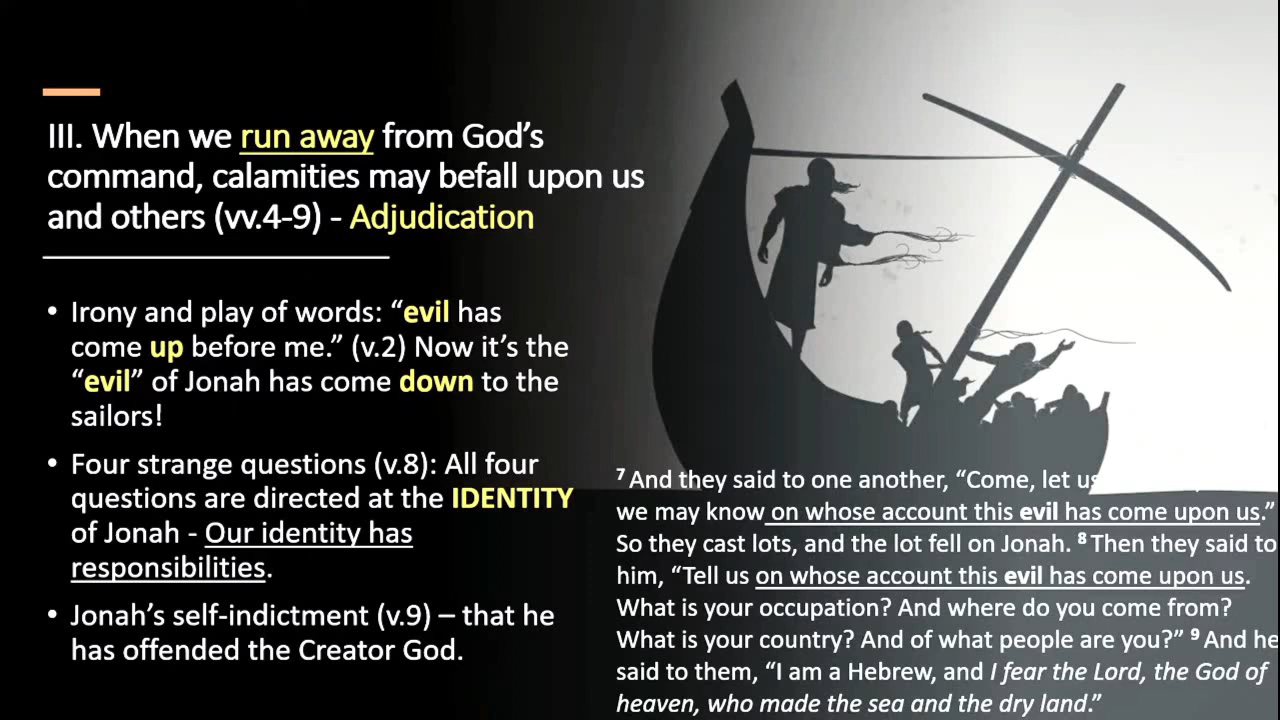 III. When we run away from God’s
command, calamities may befall upon us
and others (vv.4-9) - Adjudication
• Irony and play of words: “evil has
come up before me.” (v.2) Now it’s the
“evil” of Jonah has come down to the
sailors!
• Four strange questions (v.8): All four
questions are directed at the IDENTITY
of Jonah - Our identity has
responsibilities.
• Jonah’s self-indictment (v.9) – that he
has offended the Creator God.
7 And they said to one another, “Come, let us
we may know on whose account this evil has come upon us.”
So they cast lots, and the lot fell on Jonah. 8 Then they said to
him, “Tell us on whose account this evil has come upon us.
What is your occupation? And where do you come from?
What is your country? And of what people are you?” 9 And he
said to them, “I am a Hebrew, and I fear the Lord, the God of
heaven, who made the sea and the dry land.”